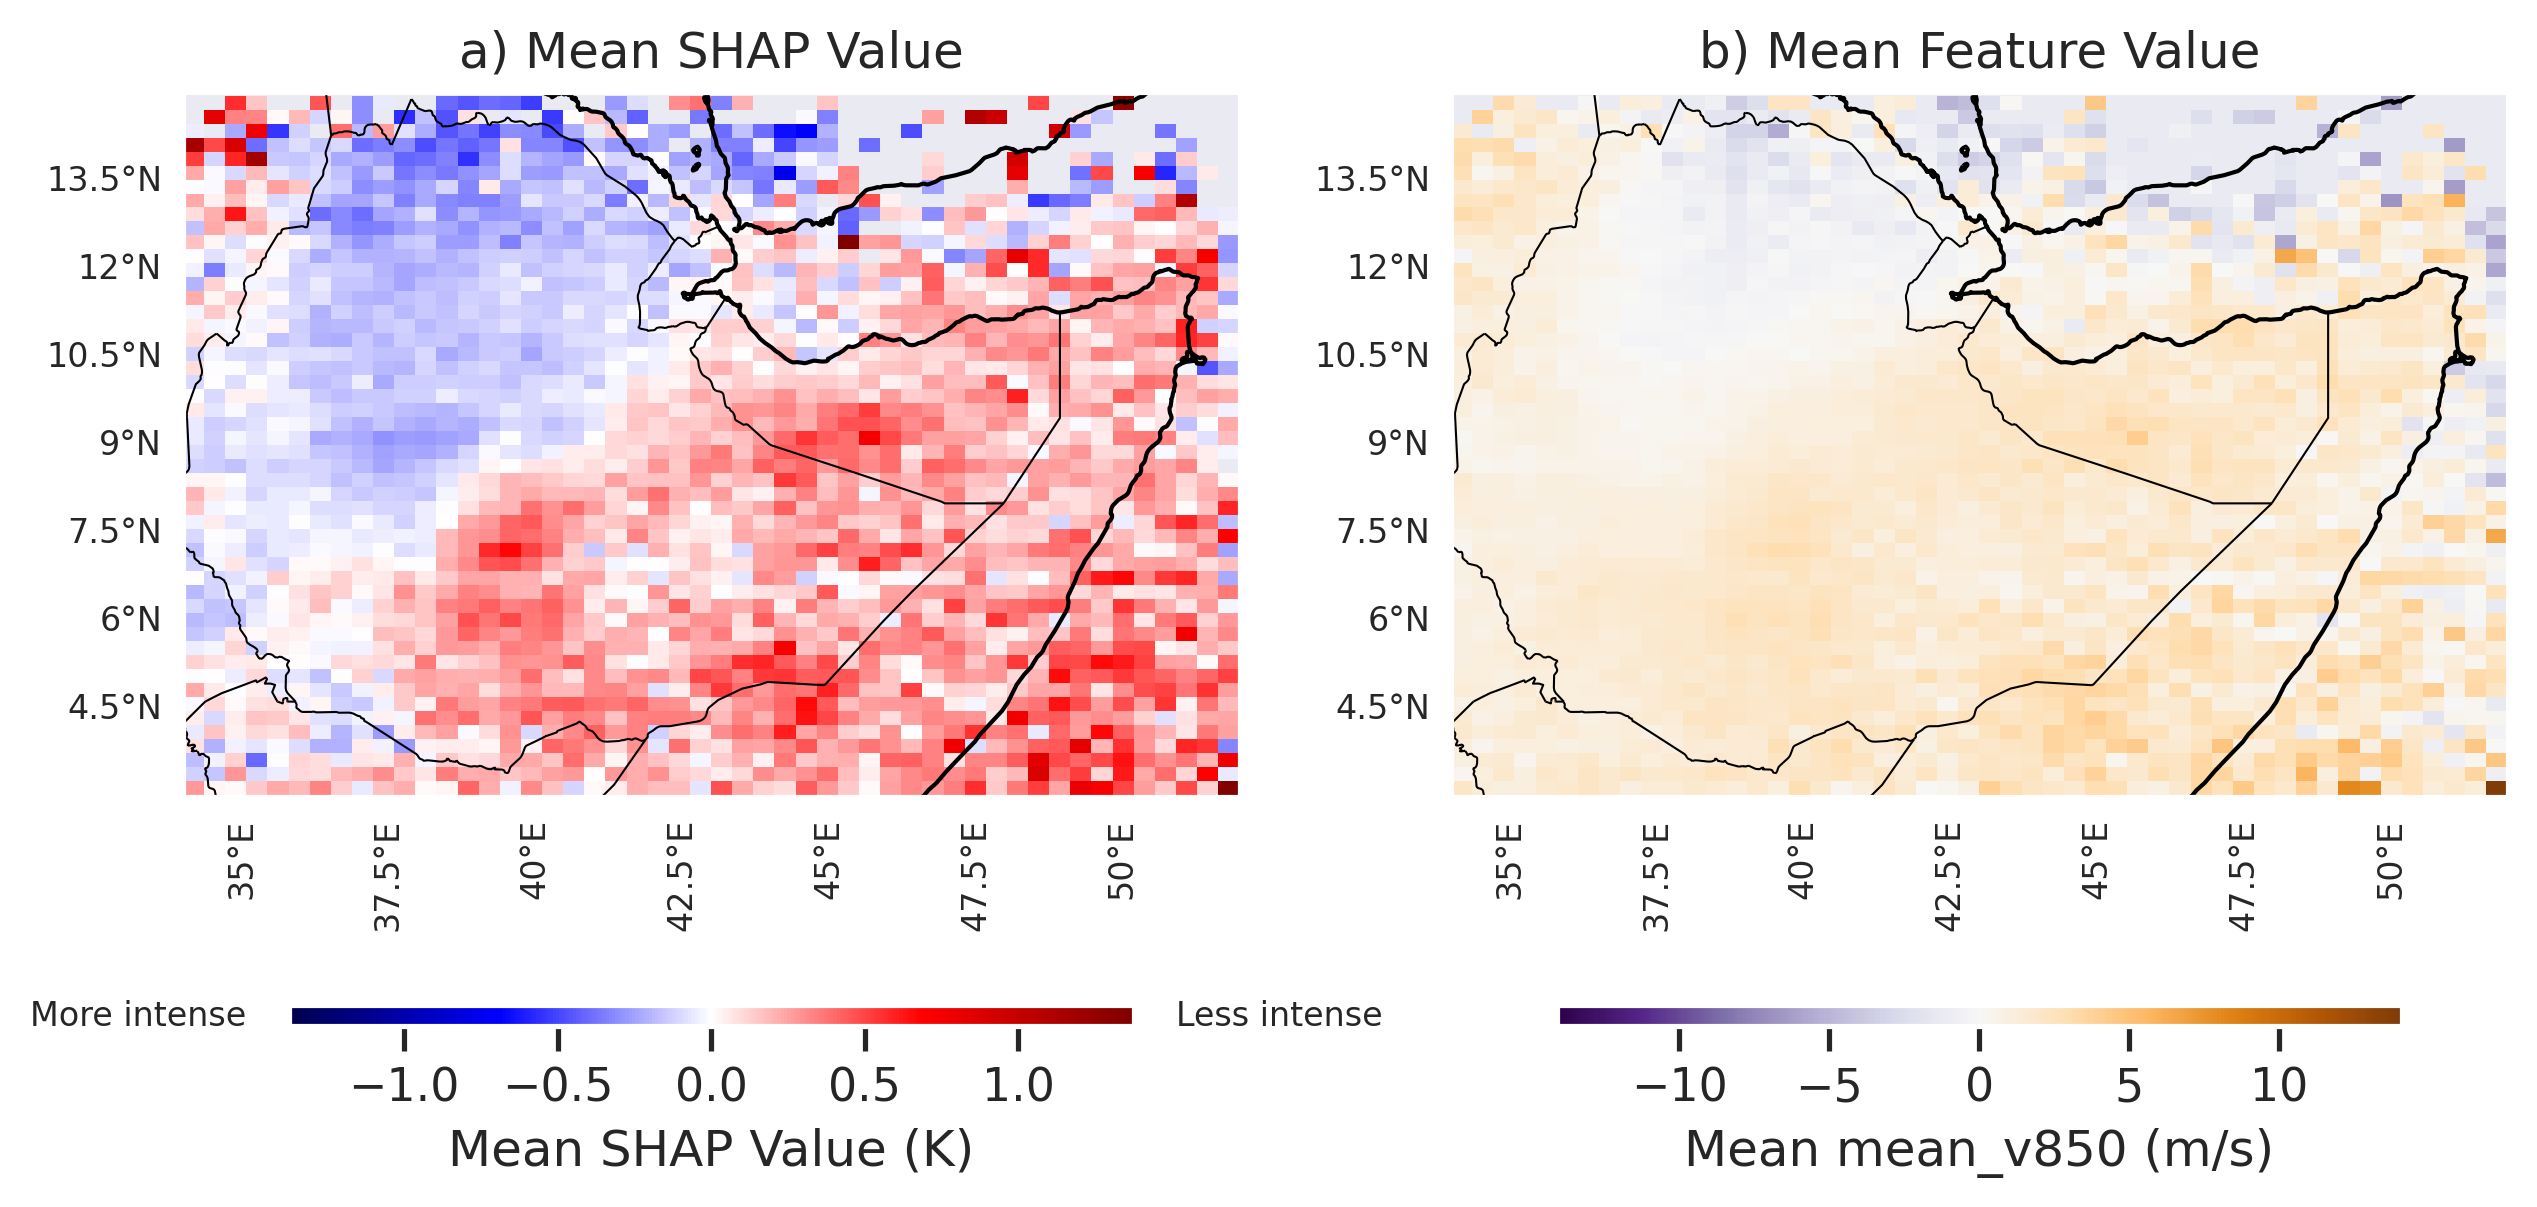 a) Mean SHAP Value
13.5°N
12°N
10.5°N
9°N
7.5°N
6°N
4.5°N
35°E
37.5°E
40°E
42.5°E
45°E
47.5°E
50°E
More intense
Less intense
−1.0
−0.5
0.0
0.5
1.0
Mean SHAP Value (K)
b) Mean Feature Value
13.5°N
12°N
10.5°N
9°N
7.5°N
6°N
4.5°N
35°E
37.5°E
40°E
42.5°E
45°E
47.5°E
50°E
−10
−5
0
5
10
Mean mean_v850 (m/s)